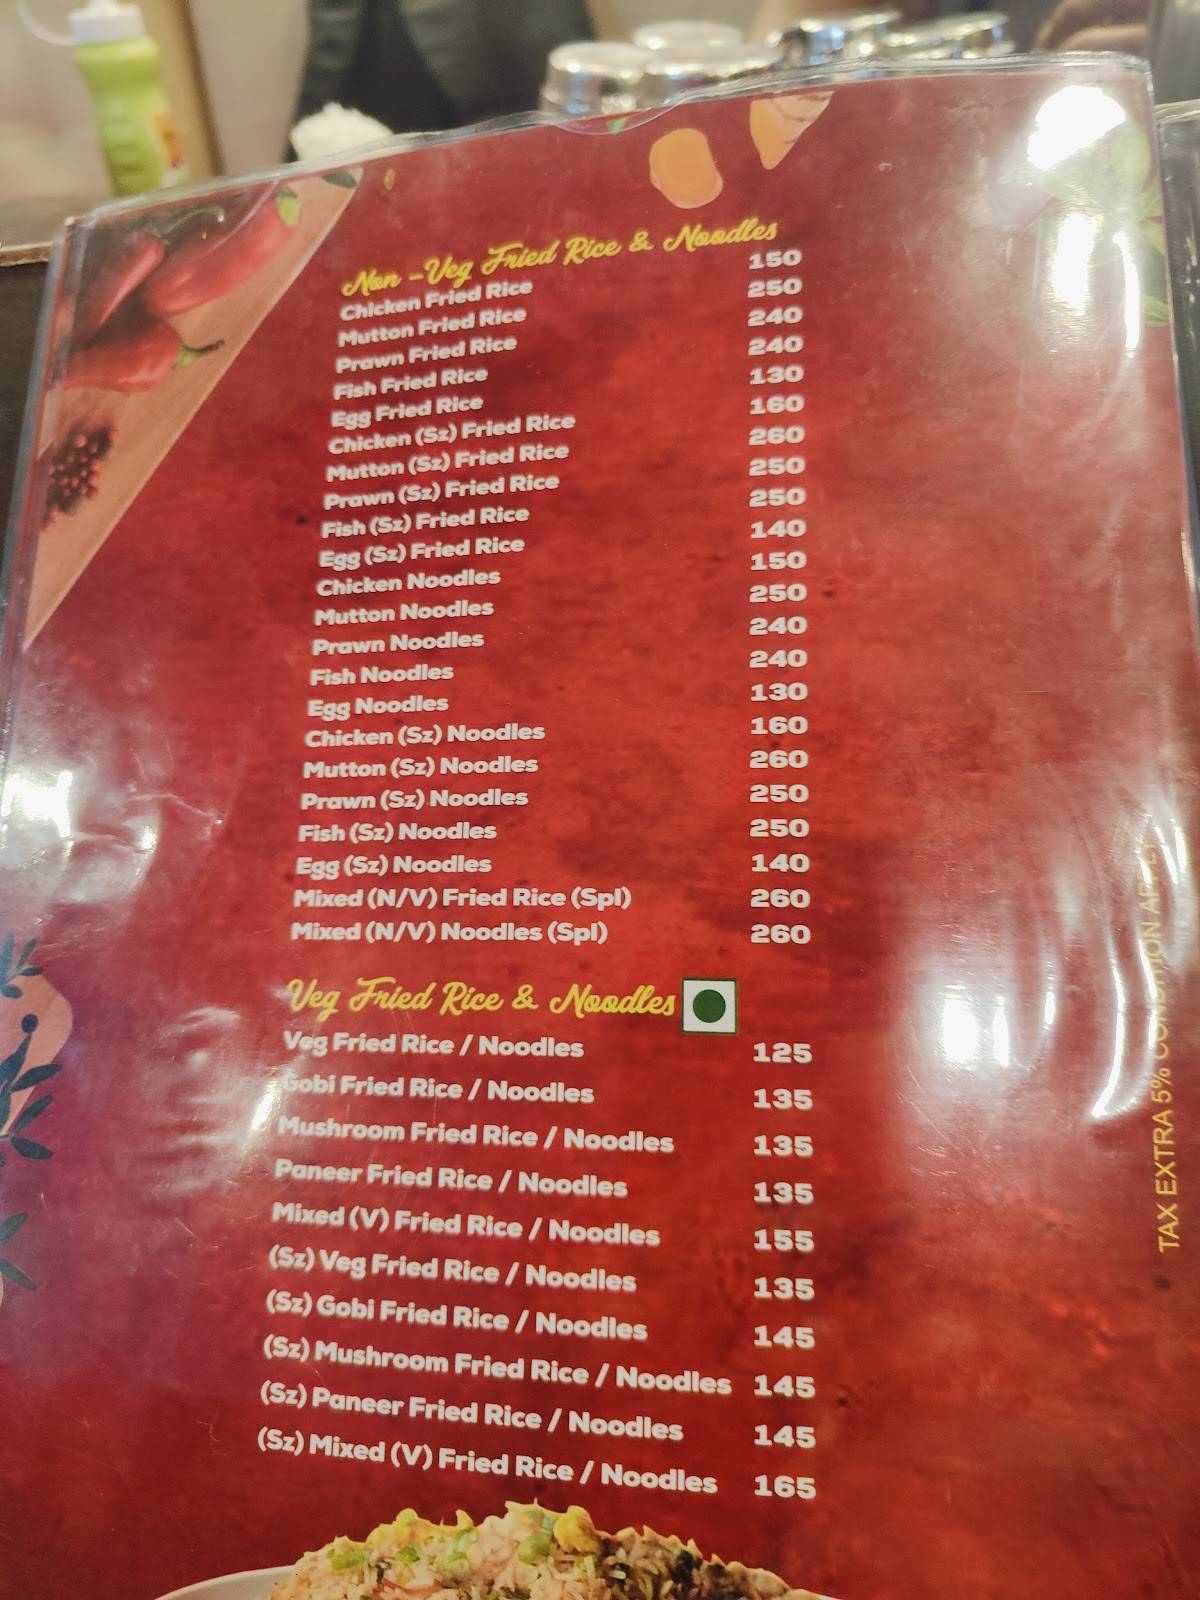 Non -Veg Fried Rice & Noodles
Chicken Fried Rice 150
Mutton Fried Rice 250
Prawn Fried Rice 240
Fish Fried Rice 240
Egg Fried Rice 130
Chicken (Sz) Fried Rice 160
Mutton (Sz) Fried Rice 260
Prawn (Sz) Fried Rice 250
Fish (Sz) Fried Rice 250
Egg (Sz) Fried Rice 140
Chicken Noodles 150
Mutton Noodles 250
Prawn Noodles 240
Fish Noodles 240
Egg Noodles 130
Chicken (Sz) Noodles 160
Mutton (Sz) Noodles 260
Prawn (Sz) Noodles 250
Fish (Sz) Noodles 250
Egg (Sz) Noodles 140
Mixed (N/V) Fried Rice (Spl) 260
Mixed (N/V) Noodles (Spl) 260
Veg Fried Rice & Noodles
Veg Fried Rice / Noodles 125
Gobi Fried Rice / Noodles 135
Mushroom Fried Rice / Noodles 135
Paneer Fried Rice / Noodles 135
Mixed (V) Fried Rice / Noodles 155
(Sz) Veg Fried Rice / Noodles 135
(Sz) Gobi Fried Rice / Noodles 145
(Sz) Mushroom Fried Rice / Noodles 145
(Sz) Paneer Fried Rice / Noodles 145
(Sz) Mixed (V) Fried Rice / Noodles 165
TAX EXTRA 5% CONDITION APPLY